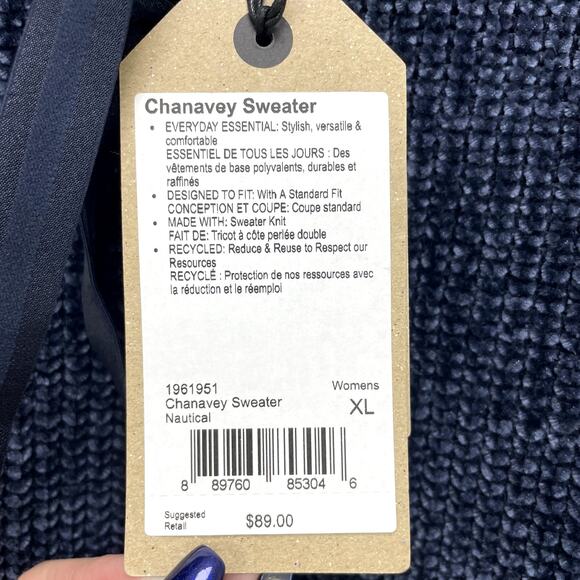 Chanavey Sweater
• EVERYDAY ESSENTIAL: Stylish, versatile &
comfortable
ESSENTIEL DE TOUS LES JOURS : Des
vêtements de base polyvalents, durables et
raffinés
• DESIGNED TO FIT: With A Standard Fit
CONCEPTION ET COUPE: Coupe standard
• MADE WITH: Sweater Knit
FAIT DE: Tricot à côte perlée double
• RECYCLED: Reduce & Reuse to Respect our
Resources
RECYCLÉ : Protection de nos ressources avec
la réduction et le réemploi
1961951 Womens
Chanavey Sweater XL
Nautical
8 89760 85304 6
Suggested
Retail $89.00